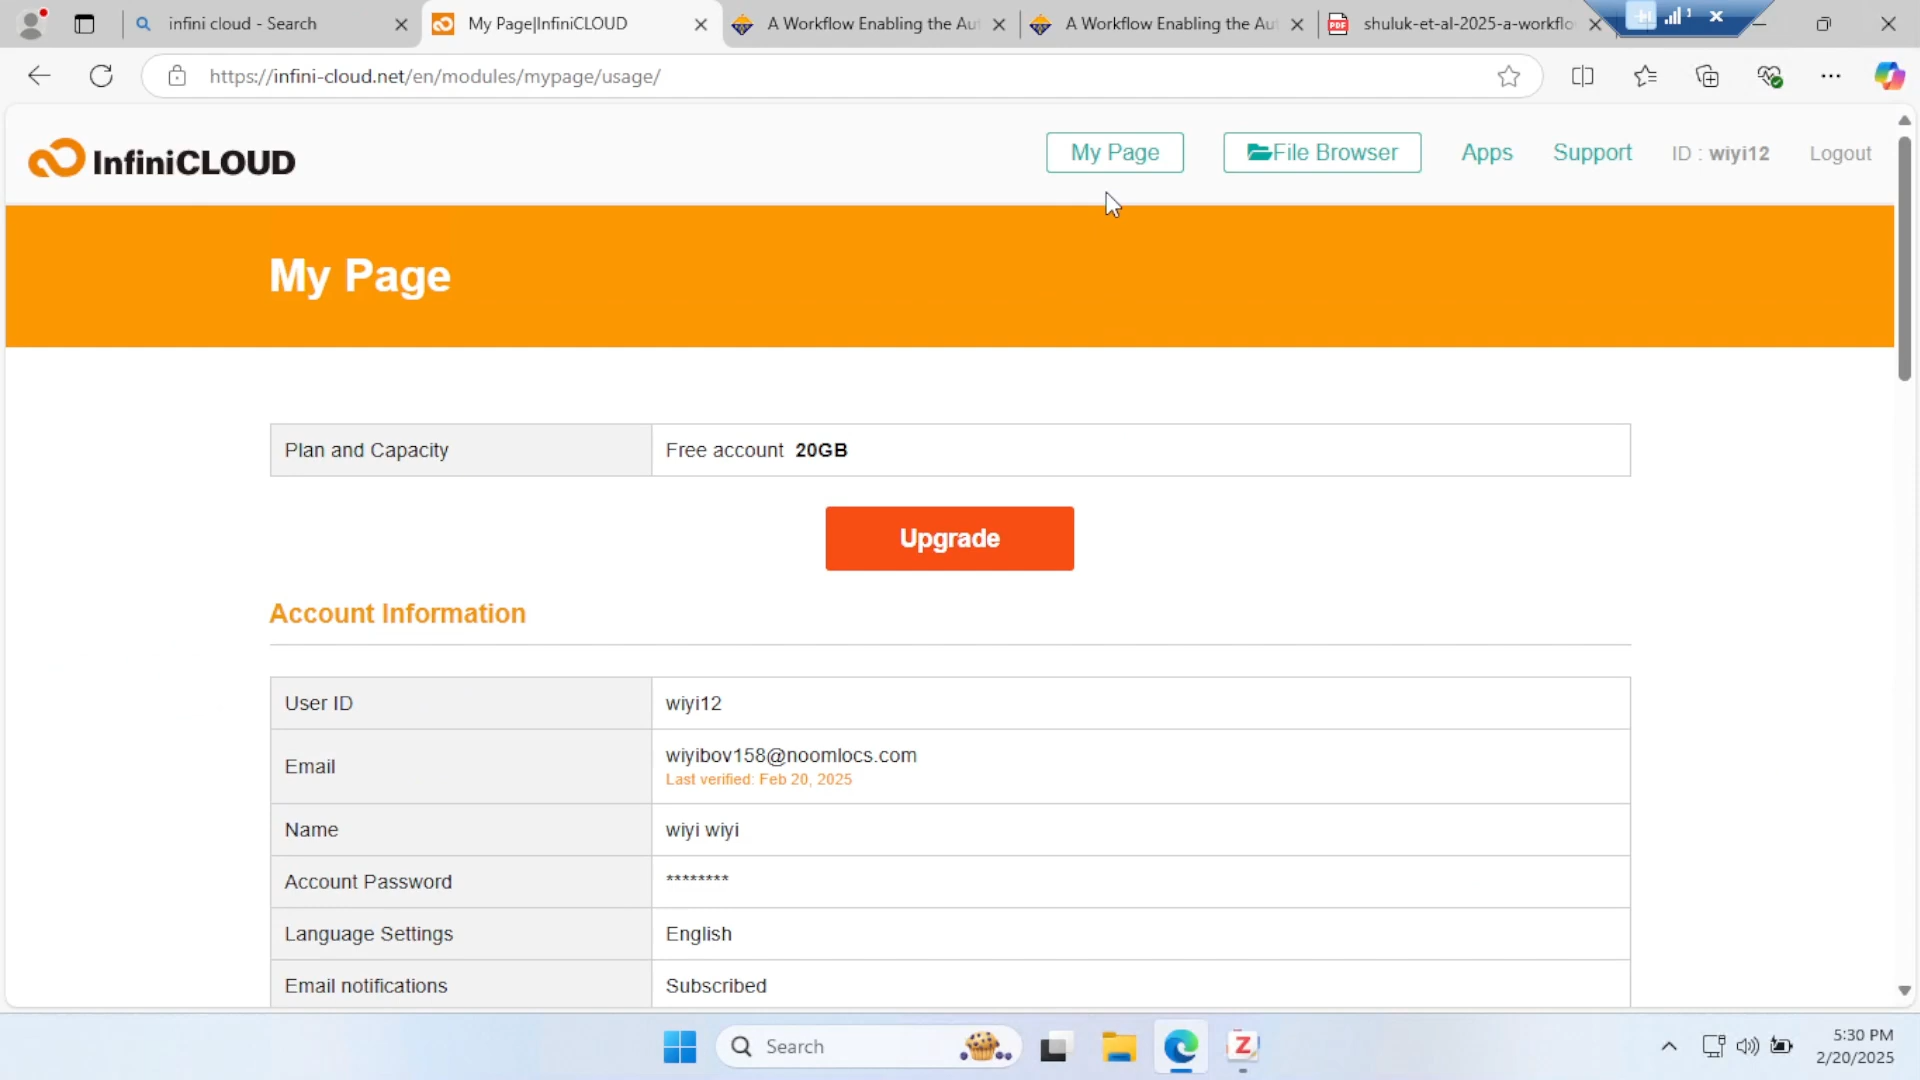 infini cloud - Search
My Page|InfiniCLOUD
A Workflow Enabling the Aut
A Workflow Enabling the Aut
shuluk-et-al-2025-a-workflo
https://infini-cloud.net/en/modules/mypage/usage/
InfiniCLOUD
My Page
File Browser
Apps
Support
ID : wiyi12
Logout
My Page
Plan and Capacity
Free account 20GB
Upgrade
Account Information
User ID
wiyi12
Email
wiyibov158@noomlocs.com
Last verified: Feb 20, 2025
Name
wiyi wiyi
Account Password
********
Language Settings
English
Email notifications
Subscribed
Search
5:30 PM
2/20/2025